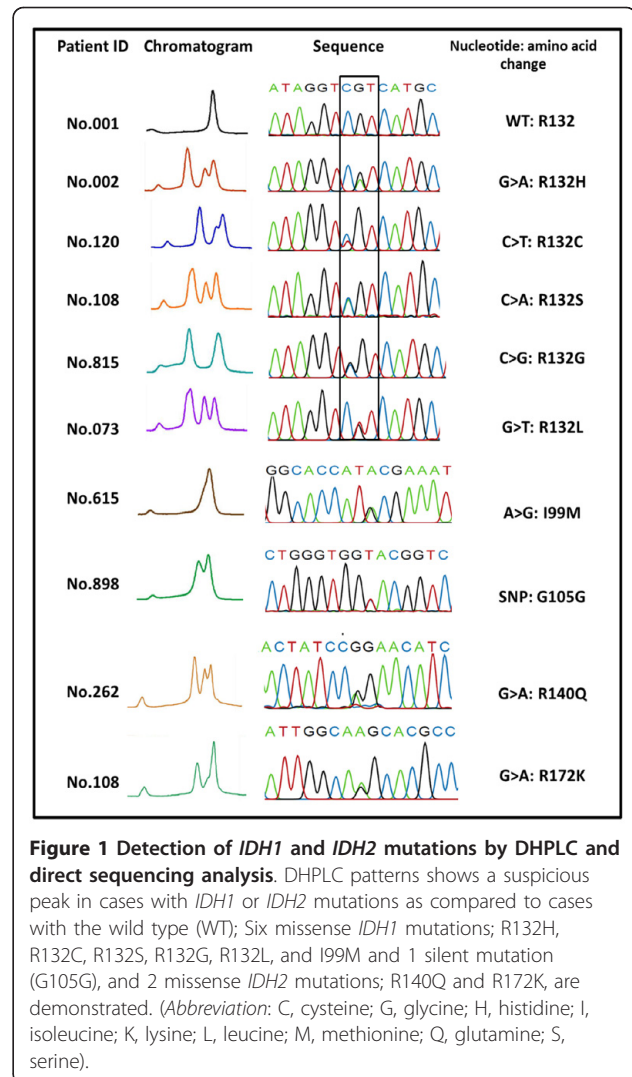 Patient ID Chromatogram Sequence Nucleotide: amino acid
change
ATAGGTCGTCATGC
No.001 WT: R132
No.002 G>A: R132H
No.120 C>T: R132C
No.108 C>A: R132S
No.815 C>G: R132G
No.073 G>T: R132L
GGCACCATACGAAAT
No.615 A>G: I99M
CTGGGTGGTACGGTC
No.898 SNP: G105G
ACTATCCGGAACATC
No.262 G>A: R140Q
ATTGGCAAGCACGCC
No.108 G>A: R172K
Figure 1 Detection of IDH1 and IDH2 mutations by DHPLC and
direct sequencing analysis. DHPLC patterns shows a suspicious
peak in cases with IDH1 or IDH2 mutations as compared to cases
with the wild type (WT); Six missense IDH1 mutations; R132H,
R132C, R132S, R132G, R132L, and I99M and 1 silent mutation
(G105G), and 2 missense IDH2 mutations; R140Q and R172K, are
demonstrated. (Abbreviation: C, cysteine; G, glycine; H, histidine; I,
isoleucine; K, lysine; L, leucine; M, methionine; Q, glutamine; S,
serine).